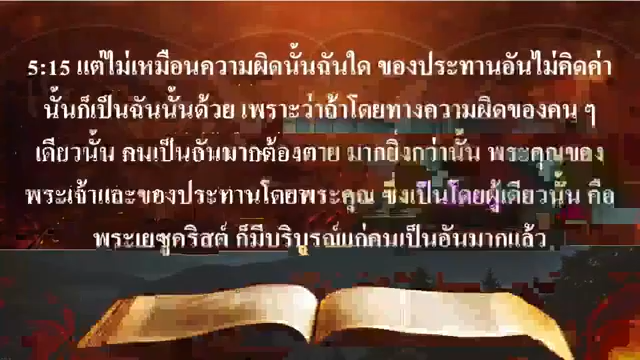 5:15 แต่ไม่เหมือนความผิดนั้นฉันใด ของประทานอันไม่คิดค่า
นั้นก็เป็นฉันนั้นด้วย เพราะว่าถ้าโดยทางความผิดของคน ๆ
เดียวนั้น คนเป็นอันมากต้องตาย มากยิ่งกว่านั้น พระคุณของ
พระเจ้าและของประทานโดยพระคุณ ซึ่งเป็นโดยผู้เดียวนั้น คือ
พระเยซูคริสต์ ก็มีบริบูรณ์แก่คนเป็นอันมากแล้ว